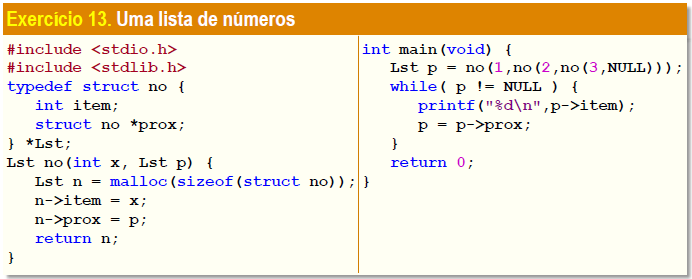 Exercício 13. Uma lista de números
#include <stdio.h>
#include <stdlib.h>
typedef struct no {
int item;
struct no *prox;
} *Lst;
Lst no(int x, Lst p) {
Lst n = malloc(sizeof(struct no));
n->item = x;
n->prox = p;
return n;
}
int main(void) {
Lst p = no(1,no(2,no(3,NULL)));
while( p != NULL ) {
printf("%d\n",p->item);
p = p->prox;
}
return 0;
}